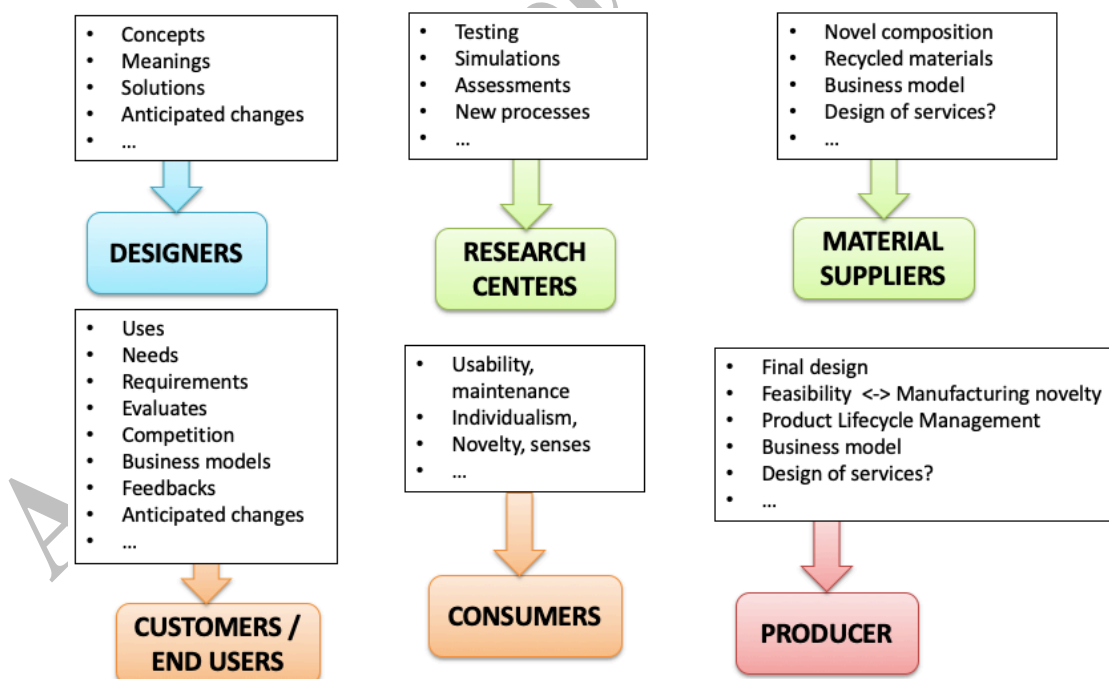 • Concepts
• Meanings
• Solutions
• Anticipated changes
• ...
DESIGNERS
• Testing
• Simulations
• Assessments
• New processes
• ...
RESEARCH
CENTERS
• Novel composition
• Recycled materials
• Business model
• Design of services?
• ...
MATERIAL
SUPPLIERS
• Uses
• Needs
• Requirements
• Evaluates
• Competition
• Business models
• Feedbacks
• Anticipated changes
• ...
CUSTOMERS /
END USERS
• Usability,
maintenance
• Individualism,
• Novelty, senses
• ...
CONSUMERS
• Final design
• Feasibility <-> Manufacturing novelty
• Product Lifecycle Management
• Business model
• Design of services?
• ...
PRODUCER